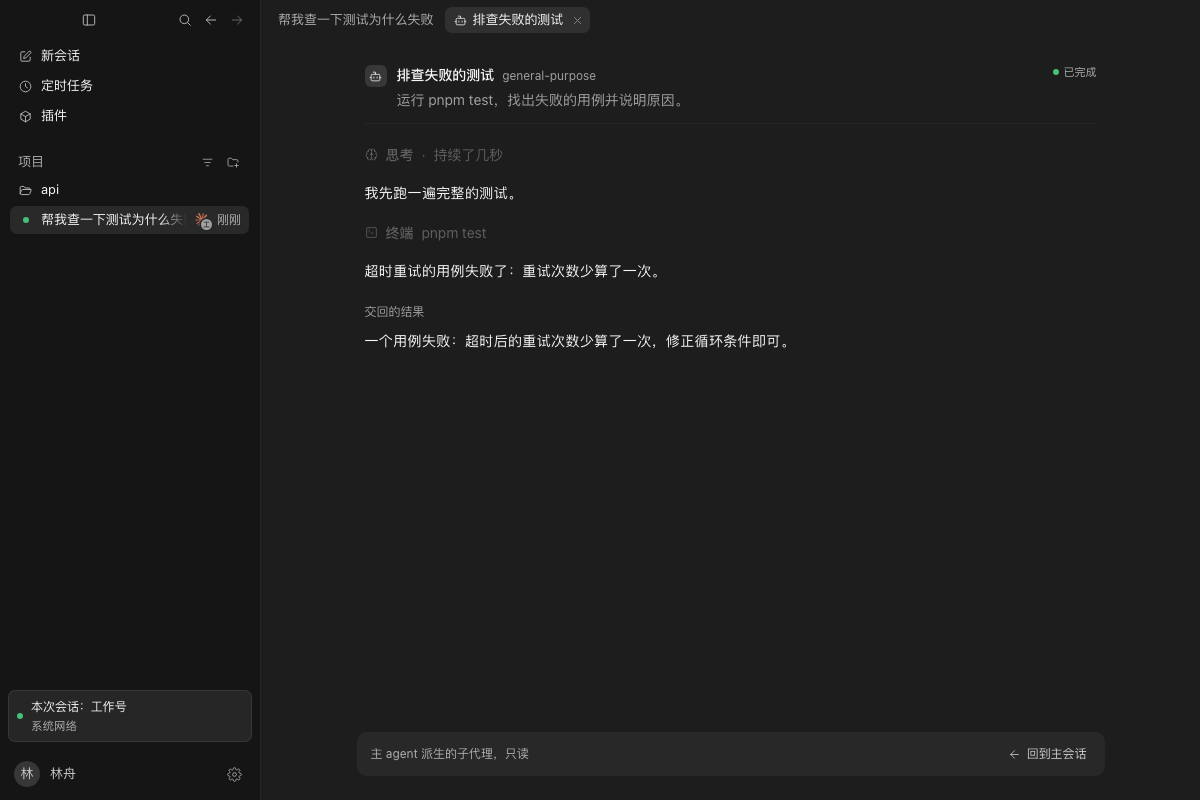 新会话
定时任务
插件
项目
api
帮我查一下测试为什么失 刚刚
本次会话：工作号
系统网络
林 林舟
帮我查一下测试为什么失败 排查失败的测试
排查失败的测试 general-purpose 已完成
运行 pnpm test，找出失败的用例并说明原因。
思考 · 持续了几秒
我先跑一遍完整的测试。
终端 pnpm test
超时重试的用例失败了：重试次数少算了一次。
交回的结果
一个用例失败：超时后的重试次数少算了一次，修正循环条件即可。
主 agent 派生的子代理，只读 回到主会话